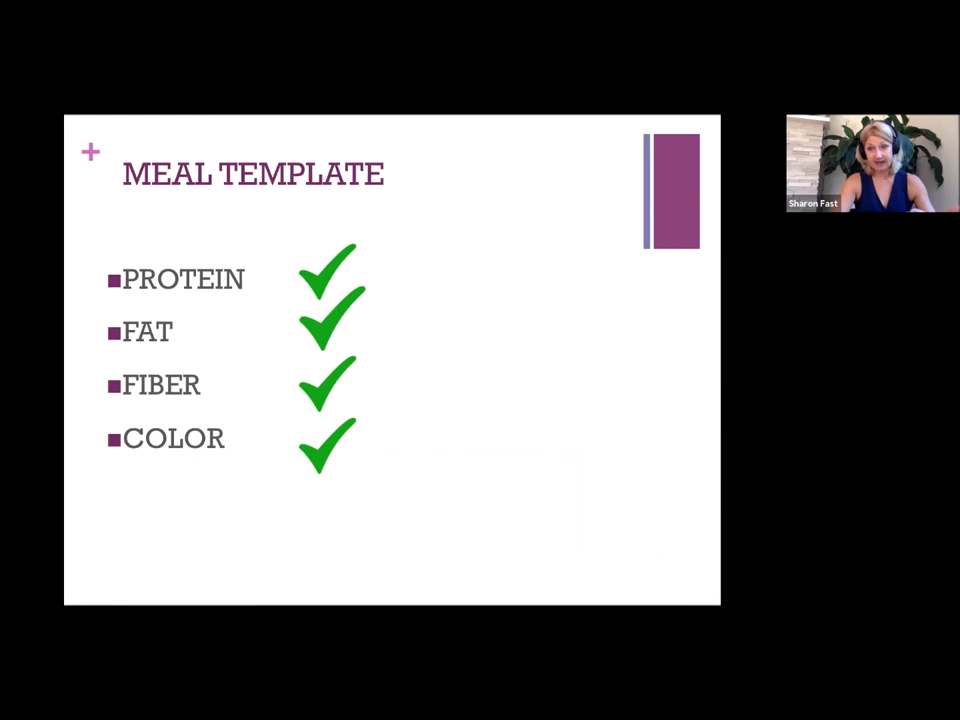 +
MEAL TEMPLATE
PROTEIN
FAT
FIBER
COLOR
Sharon Fast